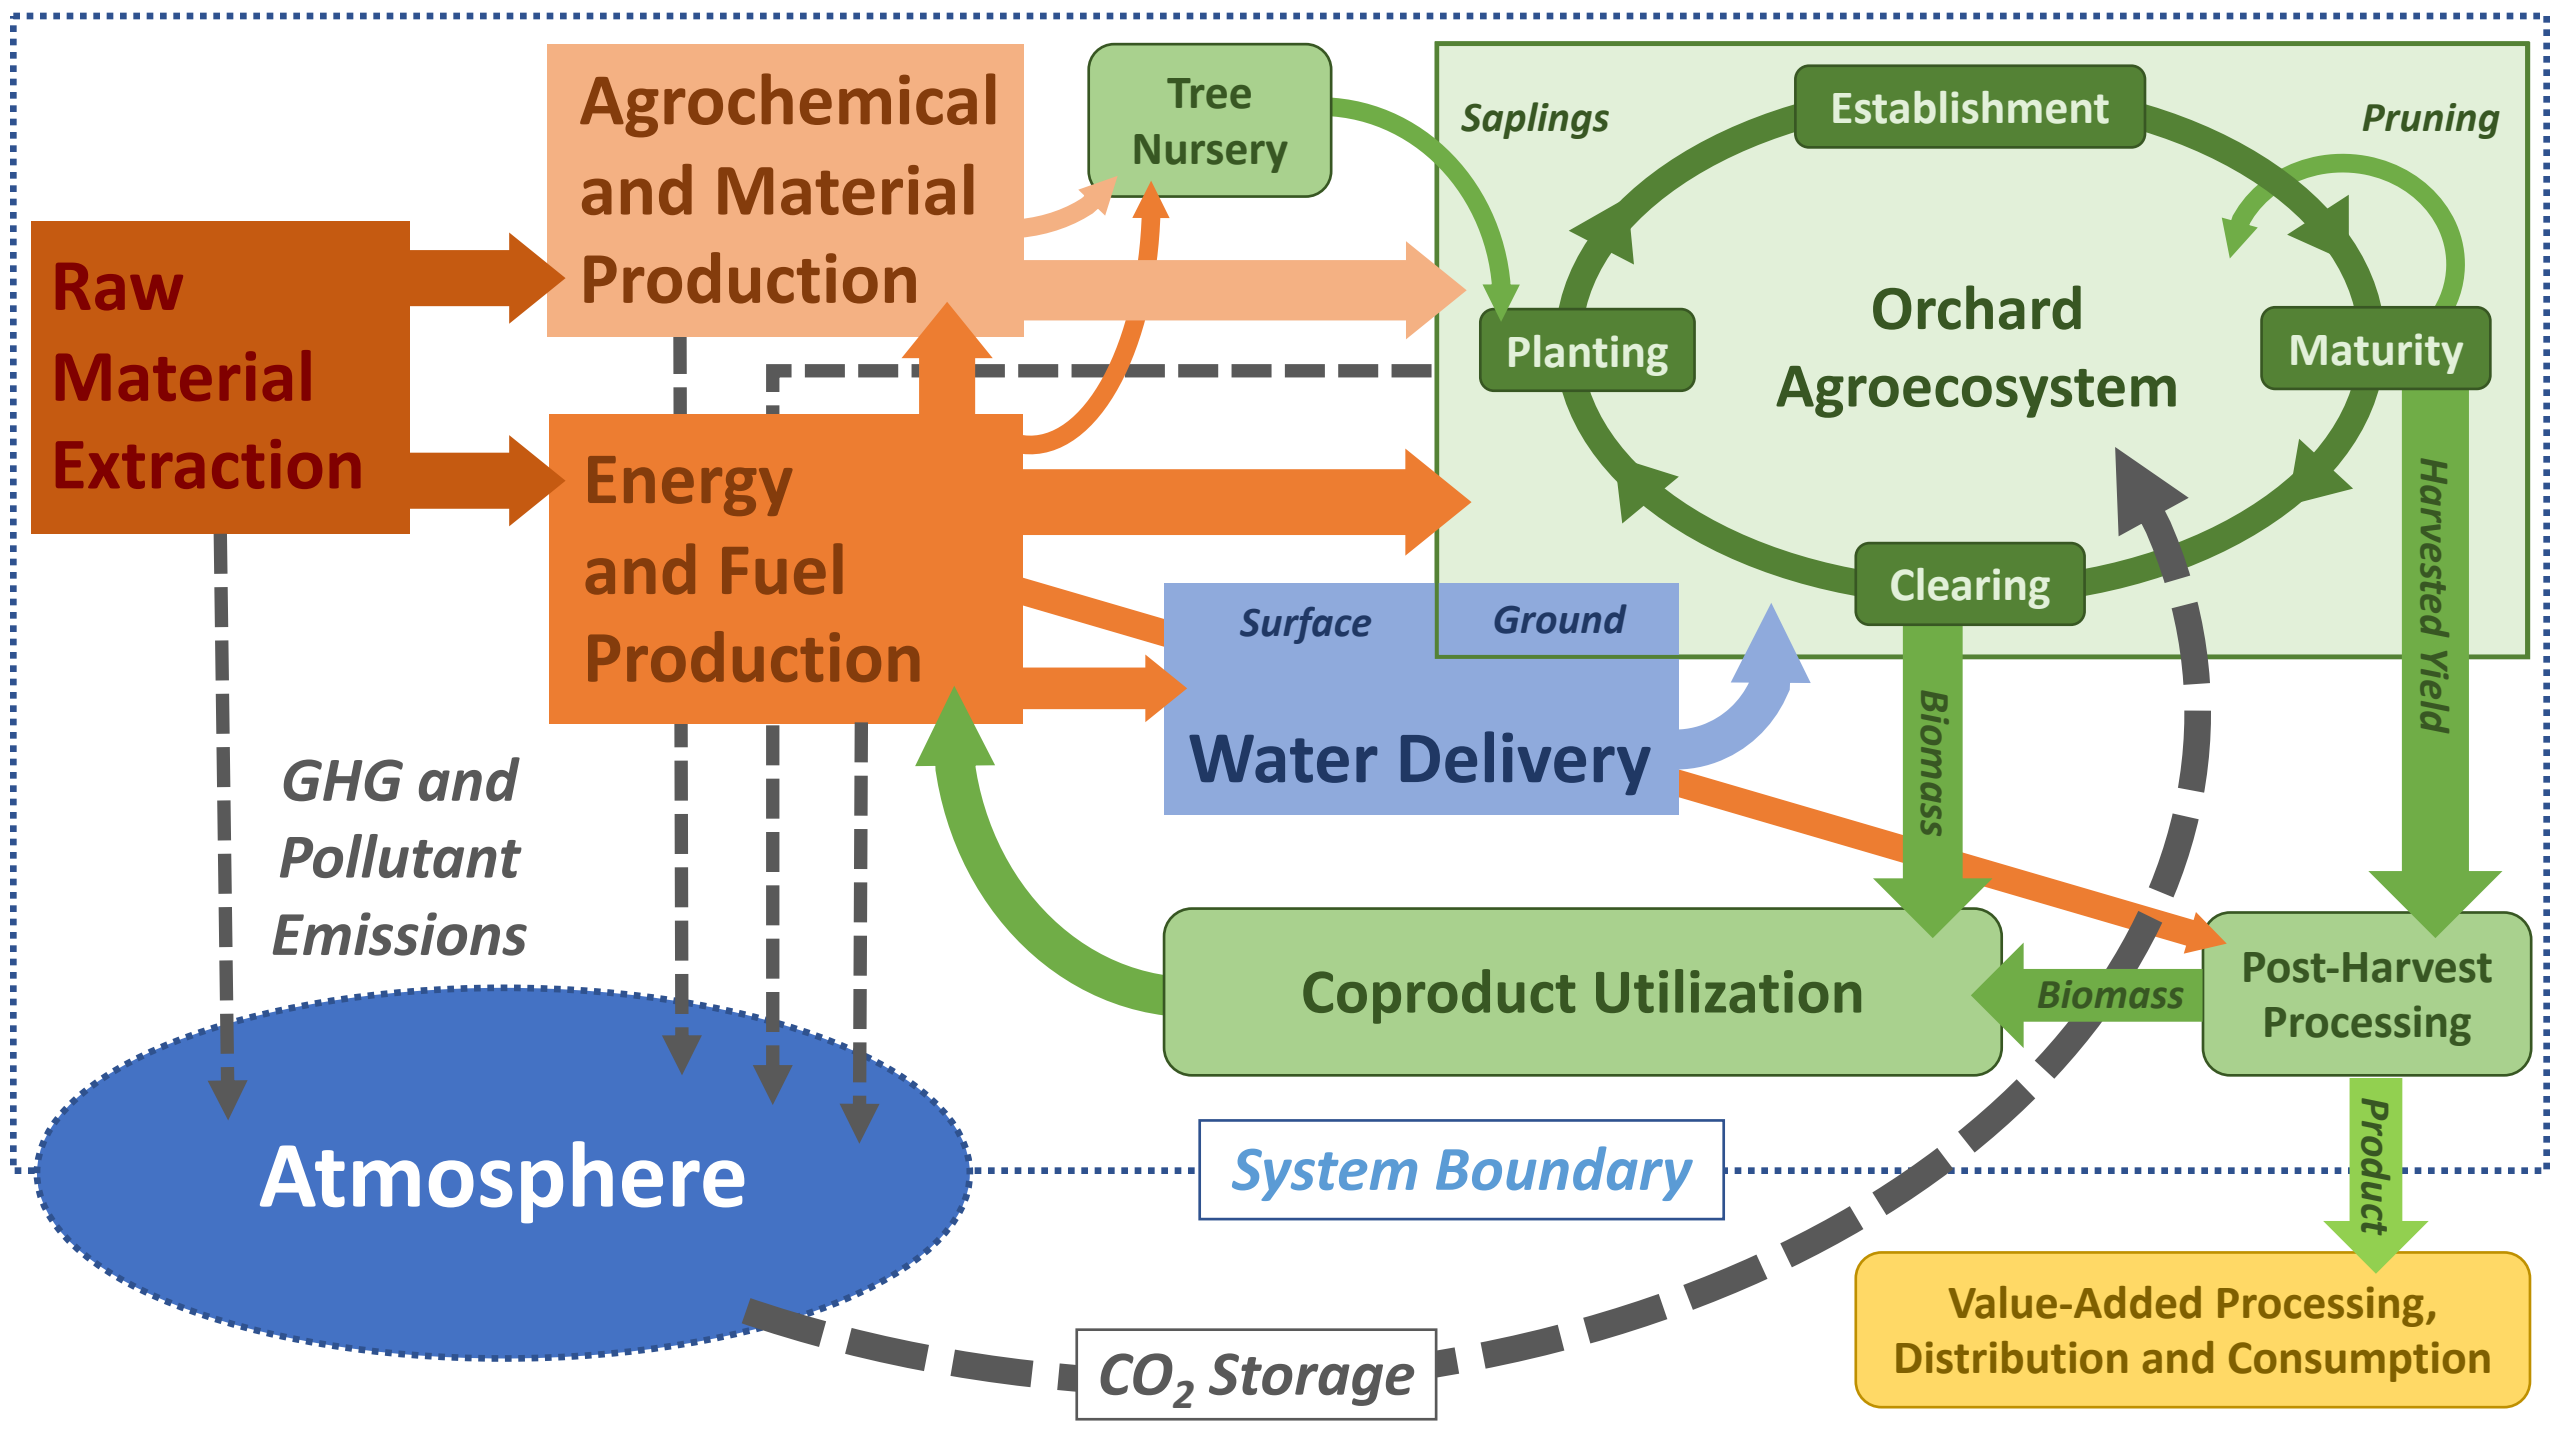 Agrochemical
and Material
Production
Tree
Nursery
Saplings
Establishment
Pruning
Raw
Material
Extraction
Orchard
Agroecosystem
Planting
Maturity
Energy
and Fuel
Production
Surface
Ground
Clearing
Harvested Yield
Water Delivery
Biomass
GHG and
Pollutant
Emissions
Coproduct Utilization
Biomass
Post-Harvest
Processing
Atmosphere
System Boundary
Product
CO₂ Storage
Value-Added Processing,
Distribution and Consumption